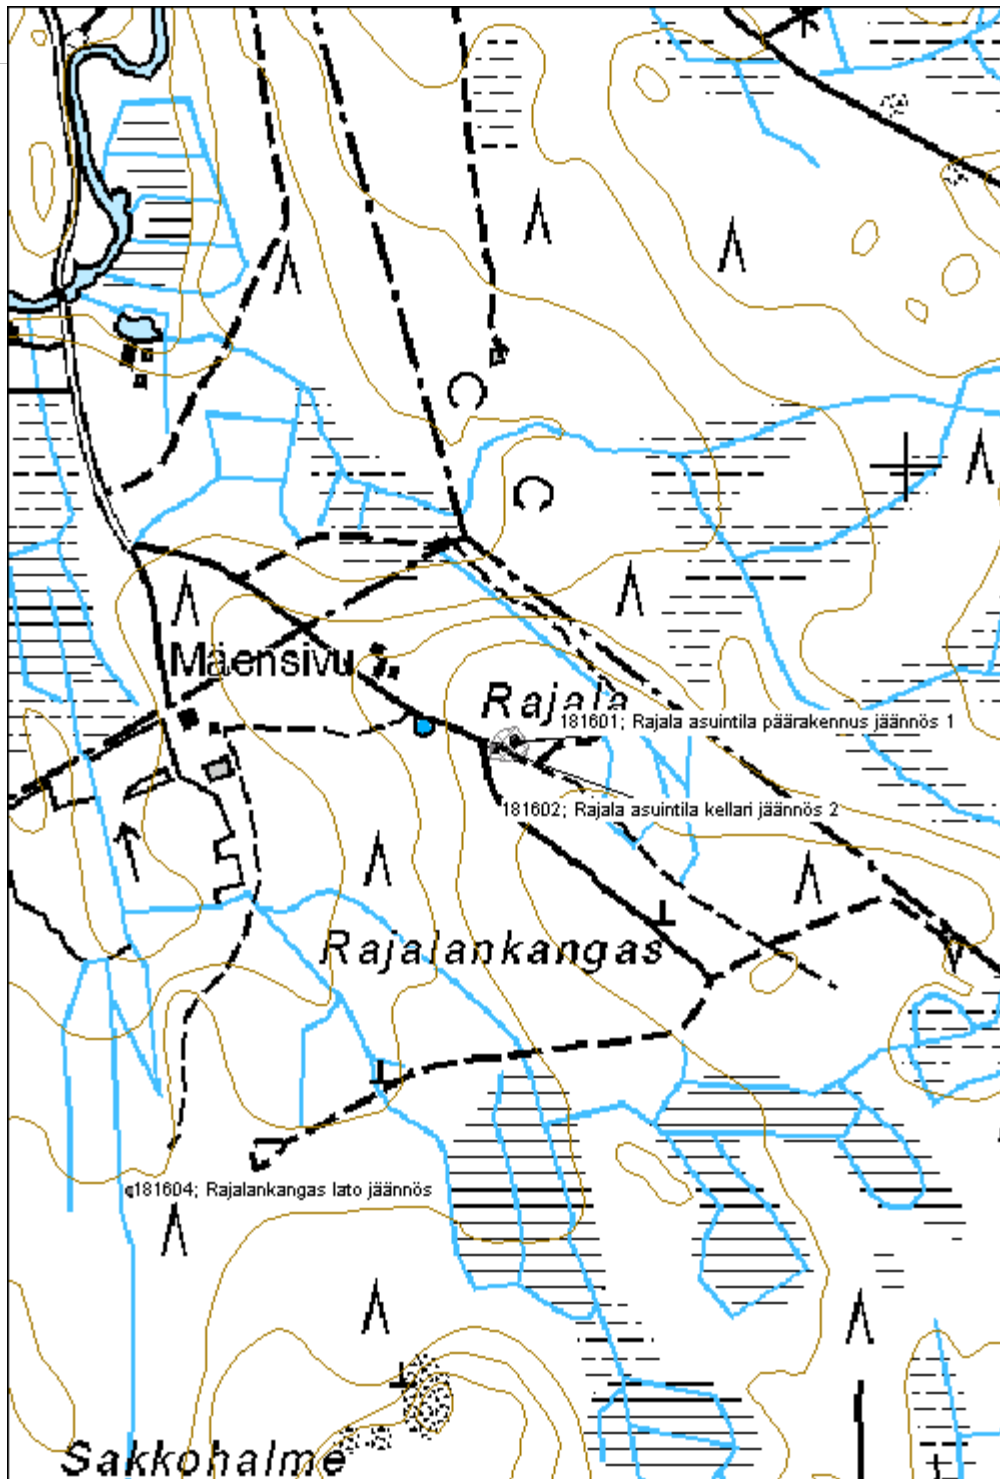 Mäensivu
Rajala
181601; Rajala asuintila päärakennus jäännös 1
181602; Rajala asuintila kellari jäännös 2
Rajalankangas
181604; Rajalankangas lato jäännös
Sakkohalme